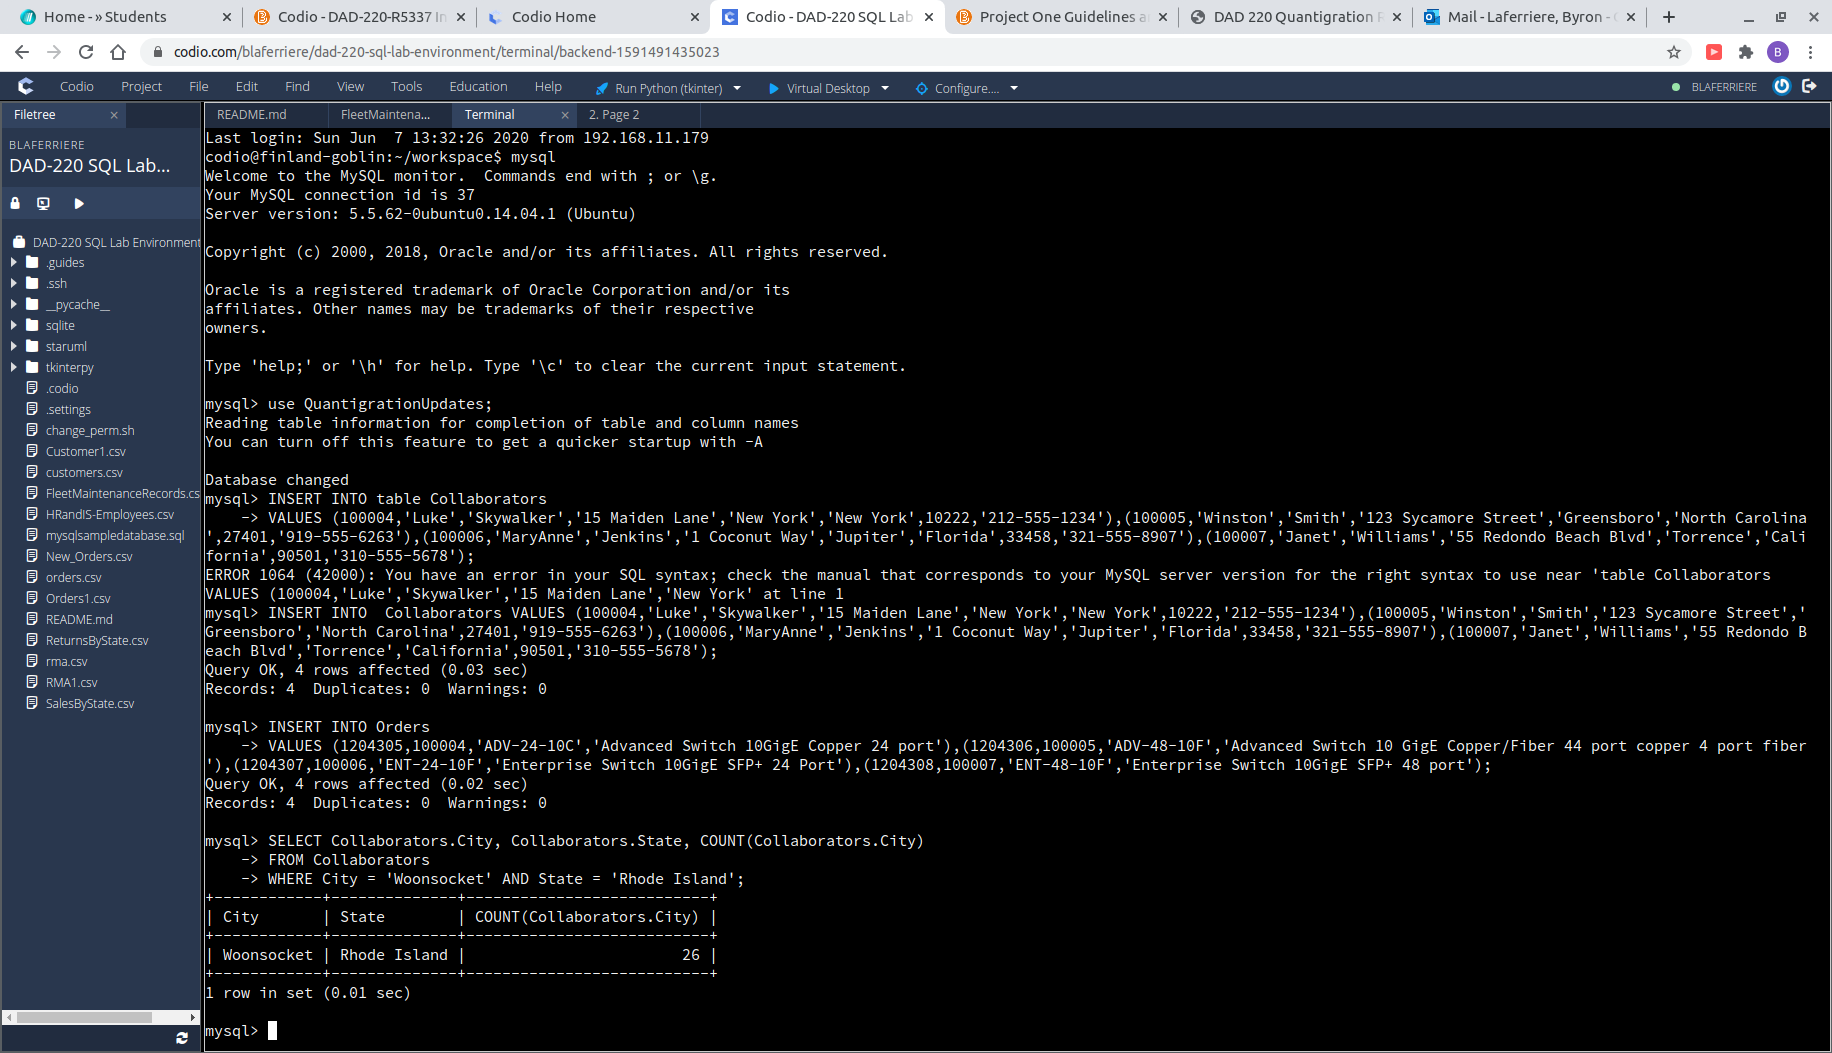 Home - » Students
Codio - DAD-220-R5337 In
Codio Home
Codio - DAD-220 SQL Lab
Project One Guidelines a
DAD 220 Quantigration
Mail - Laferriere, Byron -
codio.com/blaferriere/dad-220-sql-lab-environment/terminal/backend-1591491435023
B
Codio Project File Edit Find View Tools Education Help Run Python (tkinter) Virtual Desktop Configure.... BLAFERRIERE
Filetree
README.md FleetMaintena... Terminal 2. Page 2
BLAFERRIERE
DAD-220 SQL Lab...
DAD-220 SQL Lab Environment
.guides
.ssh
__pycache__
sqlite
staruml
tkinterpy
.codio
.settings
change_perm.sh
Customer1.csv
customers.csv
FleetMaintenanceRecords.cs
HRandIS-Employees.csv
mysqlsampledatabase.sql
New_Orders.csv
orders.csv
Orders1.csv
README.md
ReturnsByState.csv
rma.csv
RMA1.csv
SalesByState.csv
Last login: Sun Jun  7 13:32:26 2020 from 192.168.11.179
codio@finland-goblin:~/workspace$ mysql
Welcome to the MySQL monitor.  Commands end with ; or \g.
Your MySQL connection id is 37
Server version: 5.5.62-0ubuntu0.14.04.1 (Ubuntu)
Copyright (c) 2000, 2018, Oracle and/or its affiliates. All rights reserved.
Oracle is a registered trademark of Oracle Corporation and/or its
affiliates. Other names may be trademarks of their respective
owners.
Type 'help;' or '\h' for help. Type '\c' to clear the current input statement.
mysql> use QuantigrationUpdates;
Reading table information for completion of table and column names
You can turn off this feature to get a quicker startup with -A
Database changed
mysql> INSERT INTO table Collaborators
    -> VALUES (100004,'Luke','Skywalker','15 Maiden Lane','New York','New York',10222,'212-555-1234'),(100005,'Winston','Smith','123 Sycamore Street','Greensboro','North Carolina
',27401,'919-555-6263'),(100006,'MaryAnne','Jenkins','1 Coconut Way','Jupiter','Florida',33458,'321-555-8907'),(100007,'Janet','Williams','55 Redondo Beach Blvd','Torrence','Cali
fornia',90501,'310-555-5678');
ERROR 1064 (42000): You have an error in your SQL syntax; check the manual that corresponds to your MySQL server version for the right syntax to use near 'table Collaborators
VALUES (100004,'Luke','Skywalker','15 Maiden Lane','New York' at line 1
mysql> INSERT INTO  Collaborators VALUES (100004,'Luke','Skywalker','15 Maiden Lane','New York','New York',10222,'212-555-1234'),(100005,'Winston','Smith','123 Sycamore Street','
Greensboro','North Carolina',27401,'919-555-6263'),(100006,'MaryAnne','Jenkins','1 Coconut Way','Jupiter','Florida',33458,'321-555-8907'),(100007,'Janet','Williams','55 Redondo B
each Blvd','Torrence','California',90501,'310-555-5678');
Query OK, 4 rows affected (0.03 sec)
Records: 4  Duplicates: 0  Warnings: 0
mysql> INSERT INTO Orders
    -> VALUES (1204305,100004,'ADV-24-10C','Advanced Switch 10GigE Copper 24 port'),(1204306,100005,'ADV-48-10F','Advanced Switch 10 GigE Copper/Fiber 44 port copper 4 port fiber
'),(1204307,100006,'ENT-24-10F','Enterprise Switch 10GigE SFP+ 24 Port'),(1204308,100007,'ENT-48-10F','Enterprise Switch 10GigE SFP+ 48 port');
Query OK, 4 rows affected (0.02 sec)
Records: 4  Duplicates: 0  Warnings: 0
mysql> SELECT Collaborators.City, Collaborators.State, COUNT(Collaborators.City)
    -> FROM Collaborators
    -> WHERE City = 'Woonsocket' AND State = 'Rhode Island';
+------------+--------------+---------------------------+
| City       | State        | COUNT(Collaborators.City) |
+------------+--------------+---------------------------+
| Woonsocket | Rhode Island |                        26 |
+------------+--------------+---------------------------+
1 row in set (0.01 sec)
mysql>